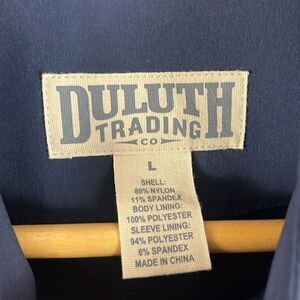 DULUTH
TRADING
CO
L
SHELL:
89% NYLON
11% SPANDEX
BODY LINING:
100% POLYESTER
SLEEVE LINING:
94% POLYESTER
6% SPANDEX
MADE IN CHINA